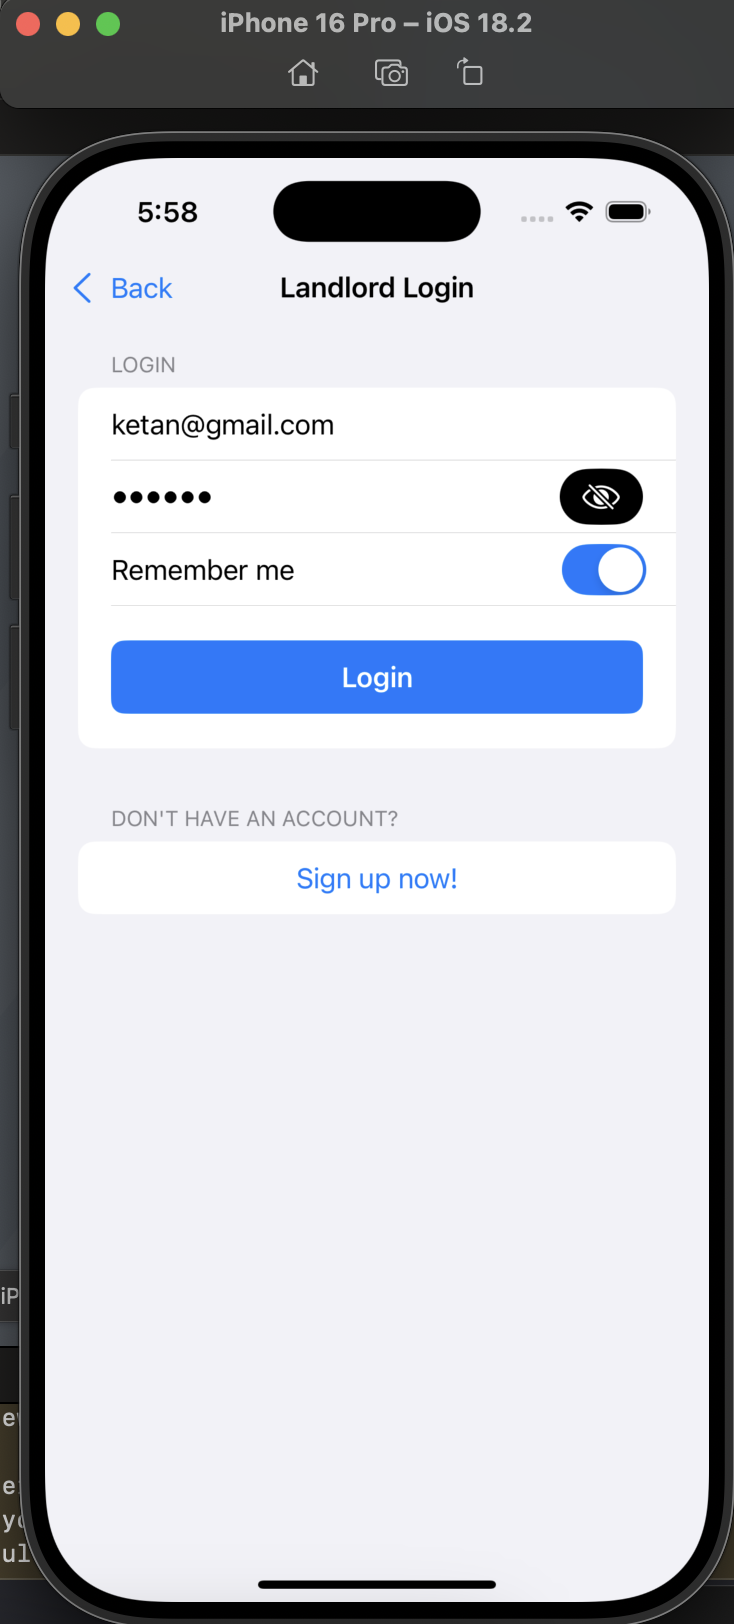 iPhone 16 Pro – iOS 18.2
5:58
Back
Landlord Login
LOGIN
ketan@gmail.com
••••••
Remember me
Login
DON'T HAVE AN ACCOUNT?
Sign up now!
iP